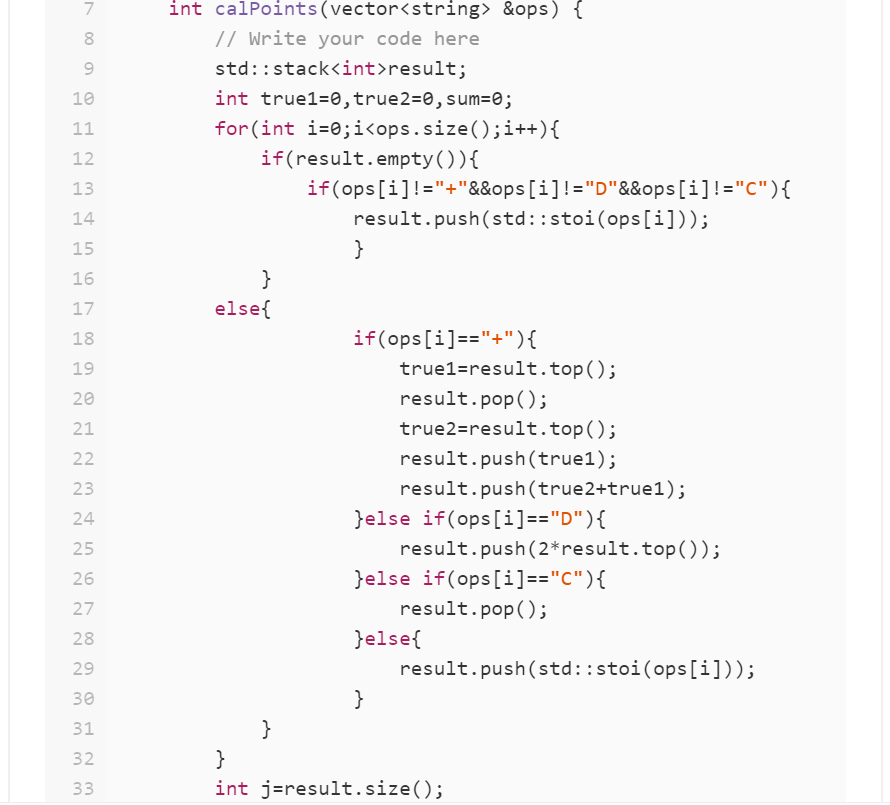 7 int calPoints(vector<string> &ops) {
8 // Write your code here
9 std::stack<int>result;
10 int true1=0,true2=0,sum=0;
11 for(int i=0;i<ops.size();i++){
12 if(result.empty()){
13 if(ops[i]!="+"&&ops[i]!="D"&&ops[i]!="C"){
14 result.push(std::stoi(ops[i]));
15 }
16 }
17 else{
18 if(ops[i]=="+"){
19 true1=result.top();
20 result.pop();
21 true2=result.top();
22 result.push(true1);
23 result.push(true2+true1);
24 }else if(ops[i]=="D"){
25 result.push(2*result.top());
26 }else if(ops[i]=="C"){
27 result.pop();
28 }else{
29 result.push(std::stoi(ops[i]));
30 }
31 }
32 }
33 int j=result.size();